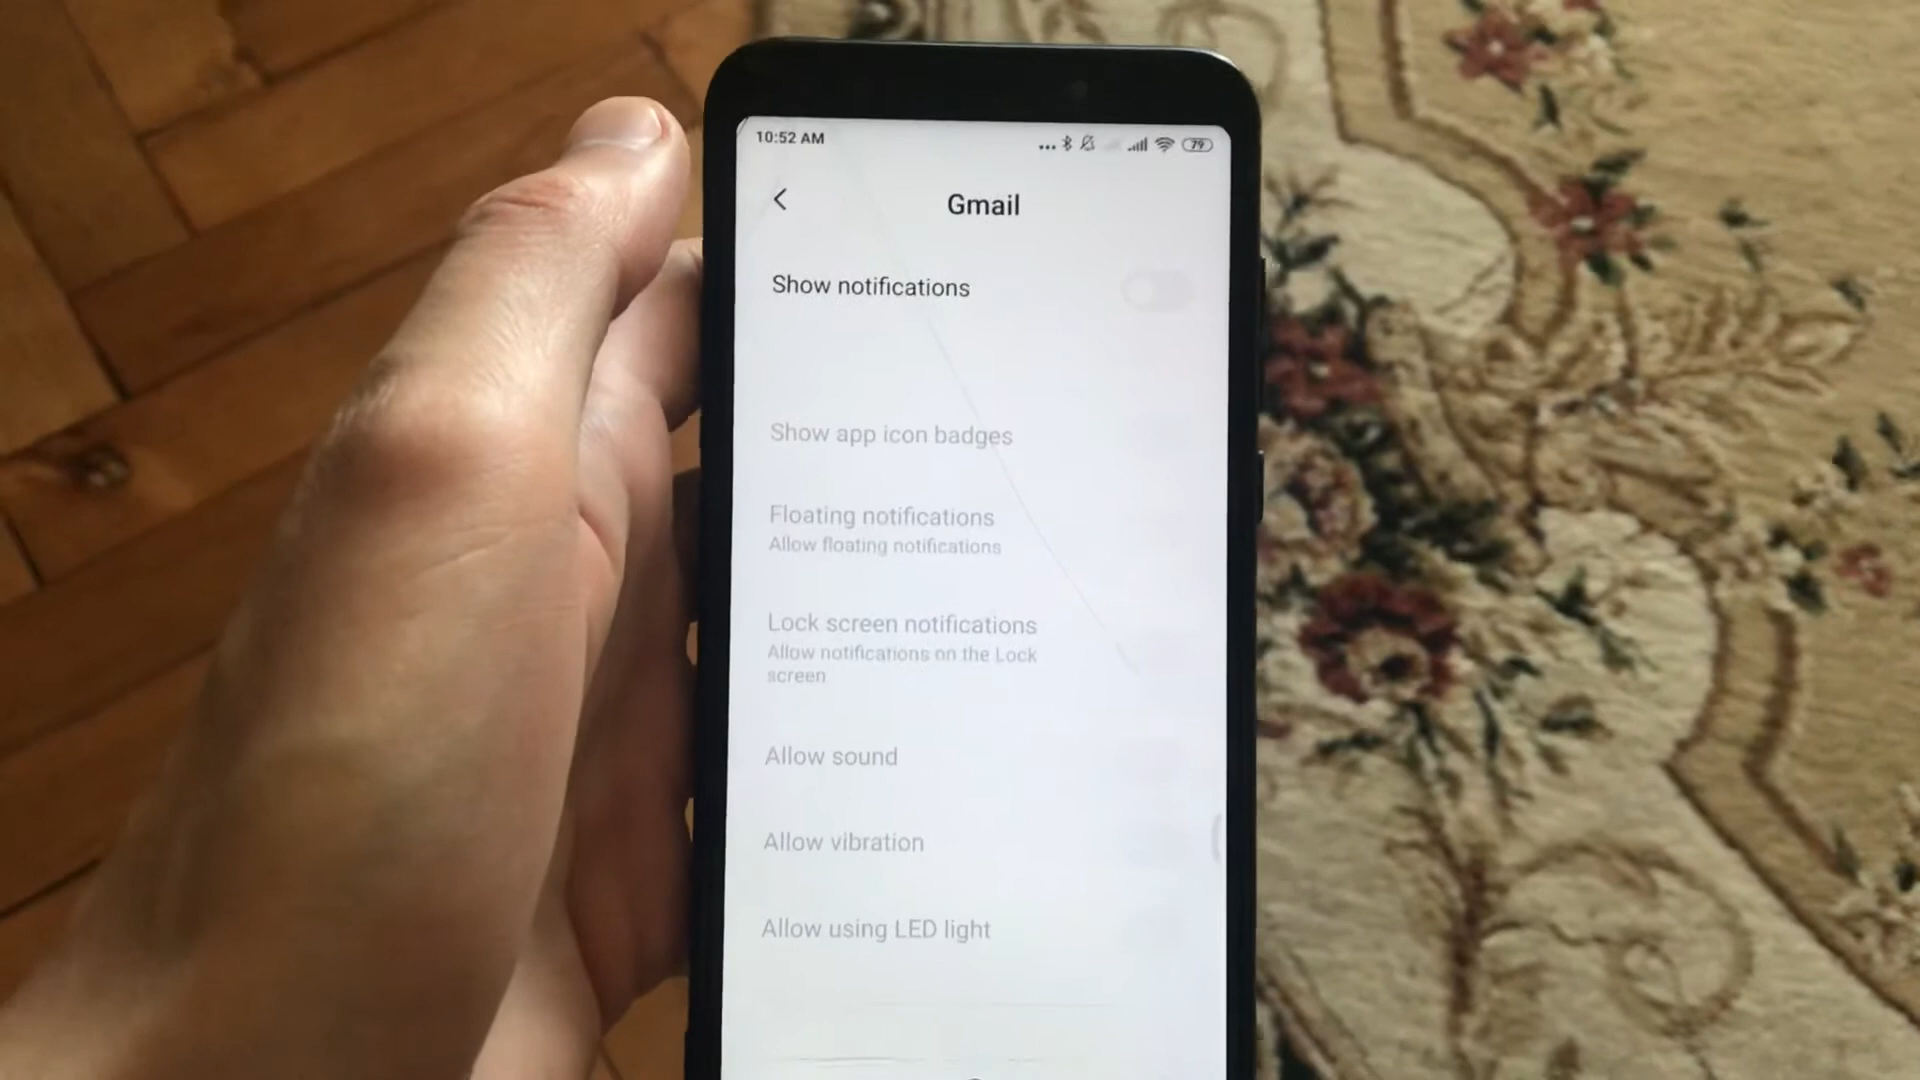 10:52 AM
79
Gmail
Show notifications
Show app icon badges
Floating notifications
Allow floating notifications
Lock screen notifications
Allow notifications on the Lock
screen
Allow sound
Allow vibration
Allow using LED light